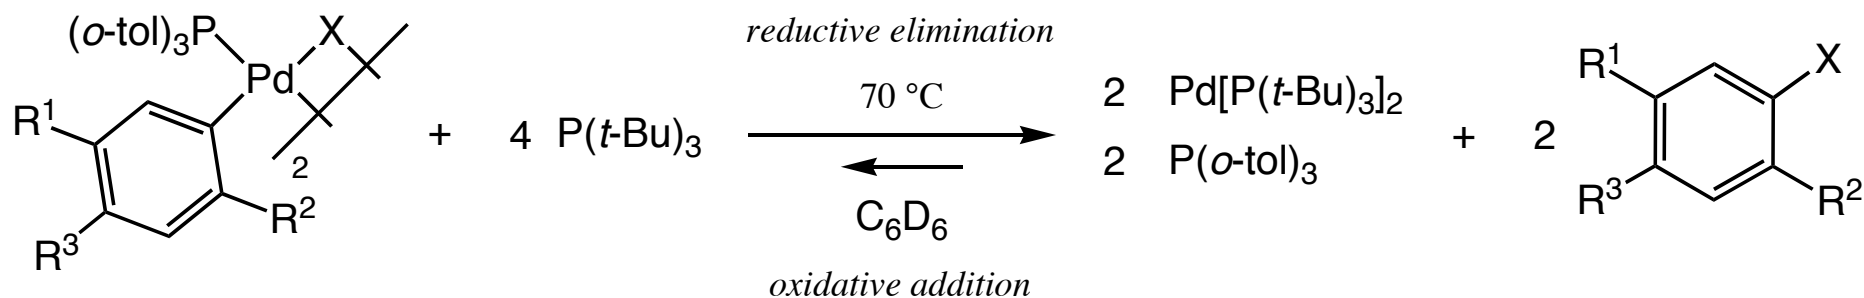 (o-tol)₃P X
Pd
R¹
R²
R³
2
+ 4 P(t-Bu)₃
reductive elimination
70 °C
C₆D₆
oxidative addition
2 Pd[P(t-Bu)₃]₂
2 P(o-tol)₃
+ 2
R¹ X
R³ R²